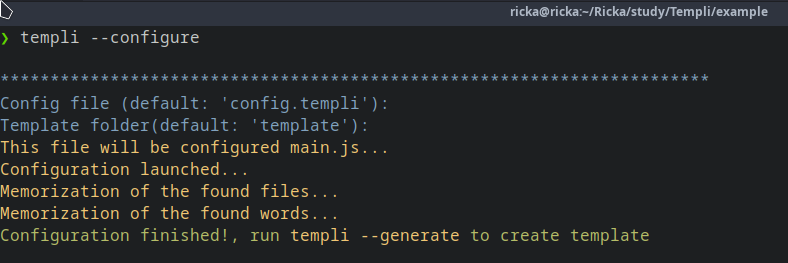 ricka@ricka:~/Ricka/study/Templi/example
❯ templi --configure
***********************************************************************
Config file (default: 'config.templi'):
Template folder(default: 'template'):
This file will be configured main.js...
Configuration launched...
Memorization of the found files...
Memorization of the found words...
Configuration finished!, run templi --generate to create template